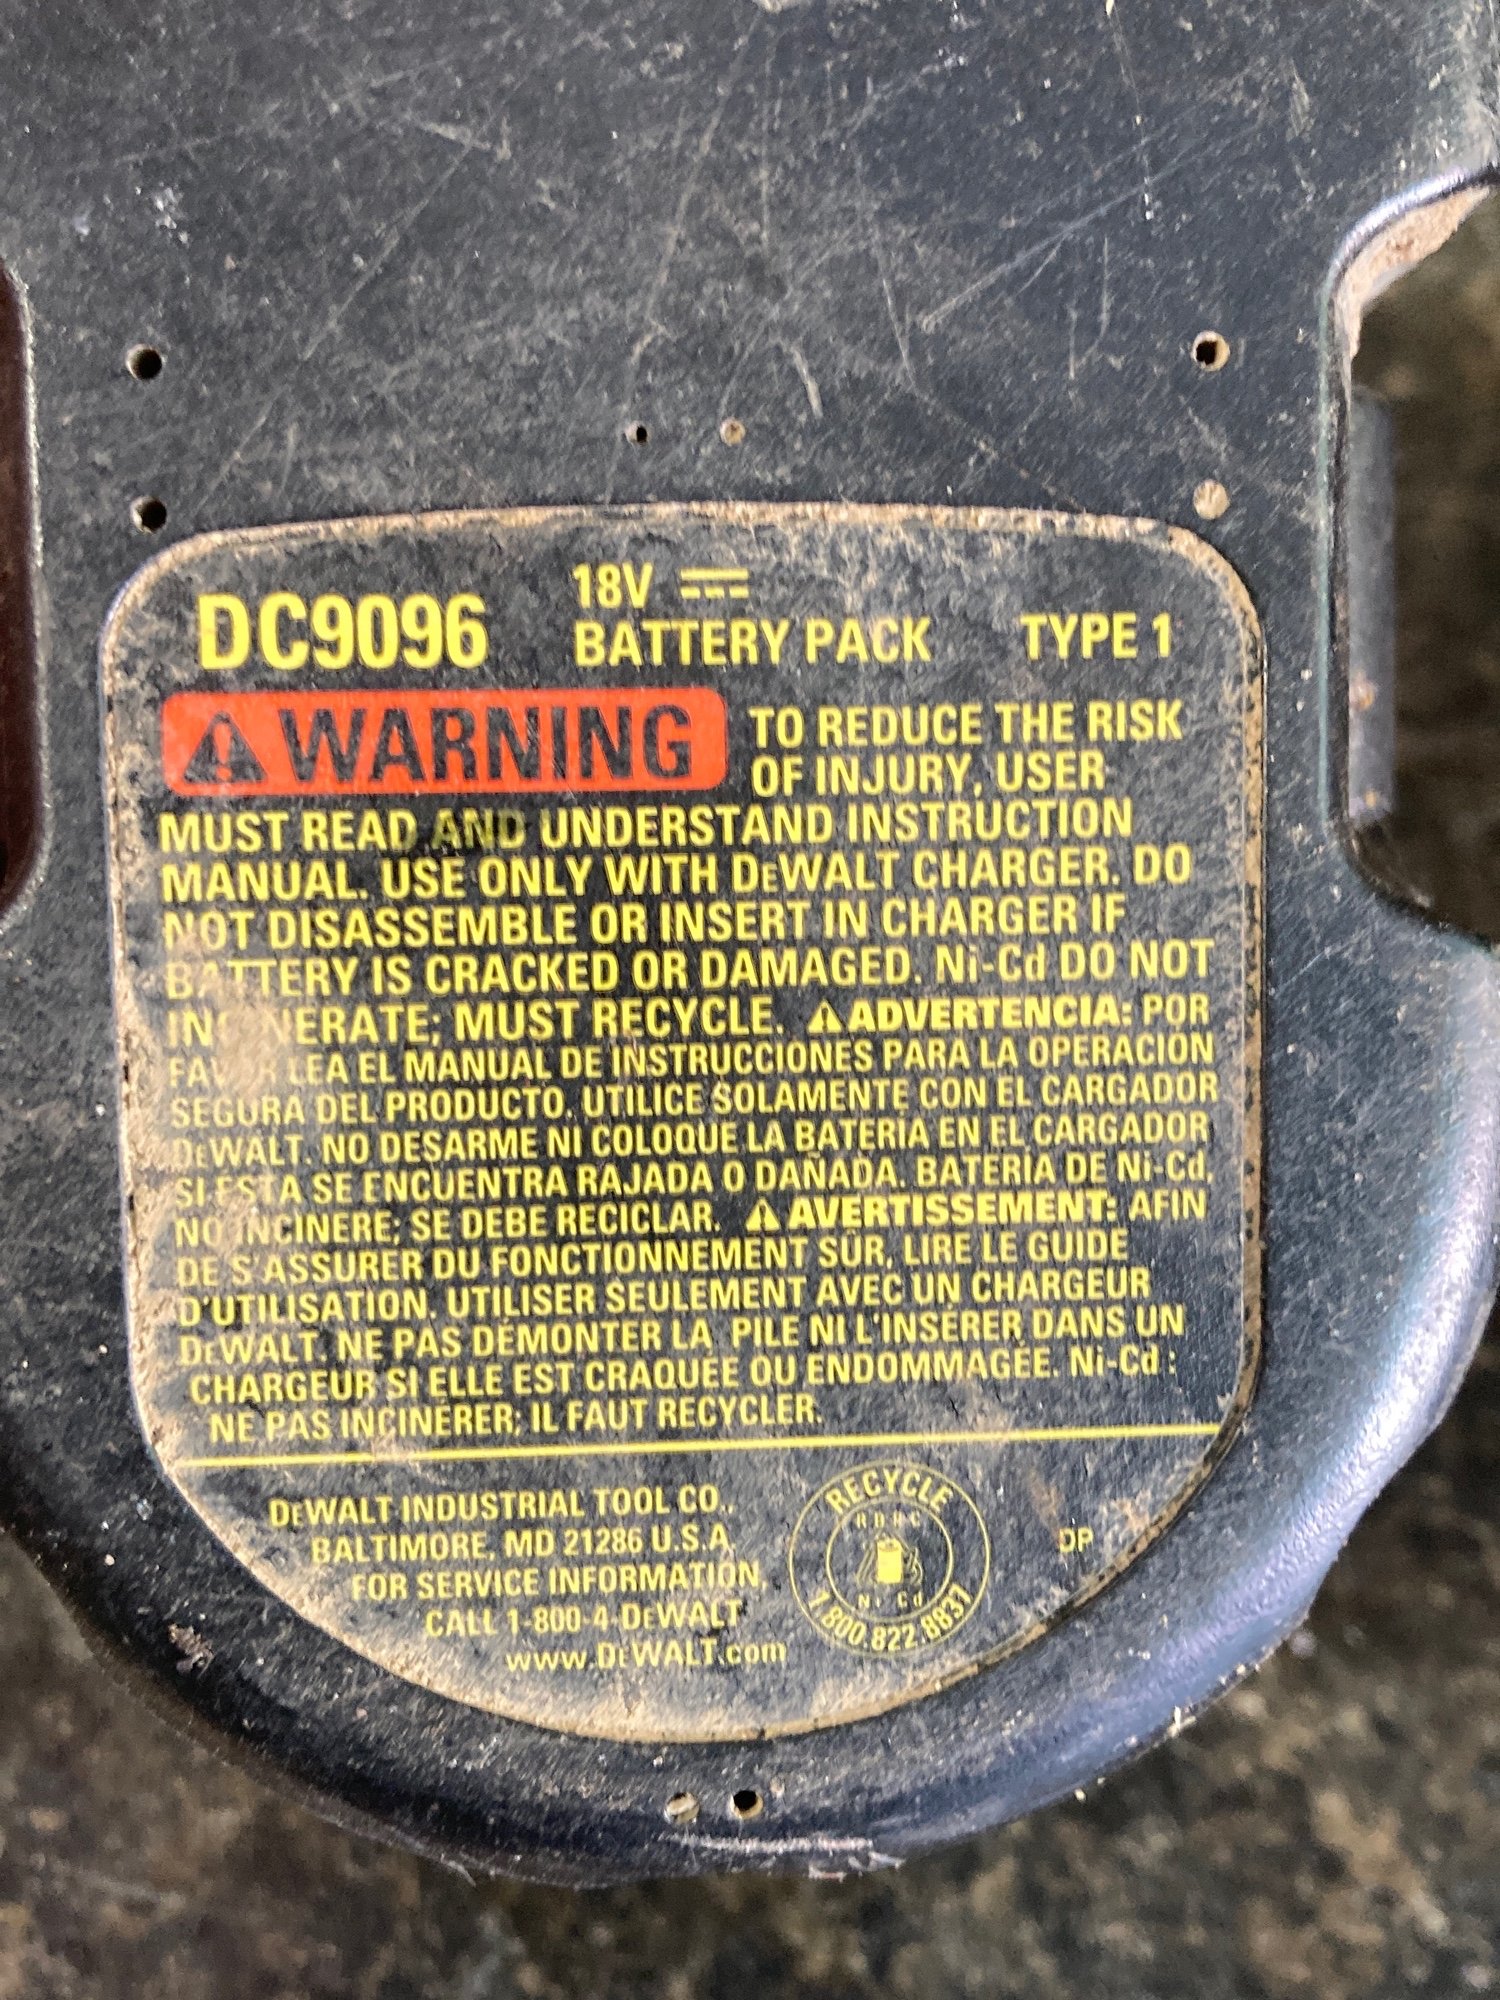 18V
DC9096 BATTERY PACK TYPE 1
WARNING TO REDUCE THE RISK
OF INJURY, USER
MUST READ AND UNDERSTAND INSTRUCTION
MANUAL. USE ONLY WITH DEWALT CHARGER. DO
NOT DISASSEMBLE OR INSERT IN CHARGER IF
BATTERY IS CRACKED OR DAMAGED. Ni-Cd DO NOT
INCINERATE; MUST RECYCLE. ADVERTENCIA: POR
FAVOR LEA EL MANUAL DE INSTRUCCIONES PARA LA OPERACIÓN
SEGURA DEL PRODUCTO. UTILICE SOLAMENTE CON EL CARGADOR
DEWALT. NO DESARME NI COLOQUE LA BATERÍA EN EL CARGADOR
SI ESTA SE ENCUENTRA RAJADA O DAÑADA. BATERÍA DE Ni-Cd,
NO INCINERE; SE DEBE RECICLAR. AVERTISSEMENT: AFIN
DE S'ASSURER DU FONCTIONNEMENT SÛR, LIRE LE GUIDE
D'UTILISATION. UTILISER SEULEMENT AVEC UN CHARGEUR
DEWALT. NE PAS DÉMONTER LA PILE NI L'INSÉRER DANS UN
CHARGEUR SI ELLE EST CRAQUÉE OU ENDOMMAGÉE. Ni-Cd :
NE PAS INCINÉRER; IL FAUT RECYCLER.
DEWALT INDUSTRIAL TOOL CO.,
BALTIMORE, MD 21286 U.S.A.
FOR SERVICE INFORMATION,
CALL 1-800-4-DEWALT
www.DEWALT.com
RECYCLE
RBRC
Ni Cd
1.800.822.8837
DP